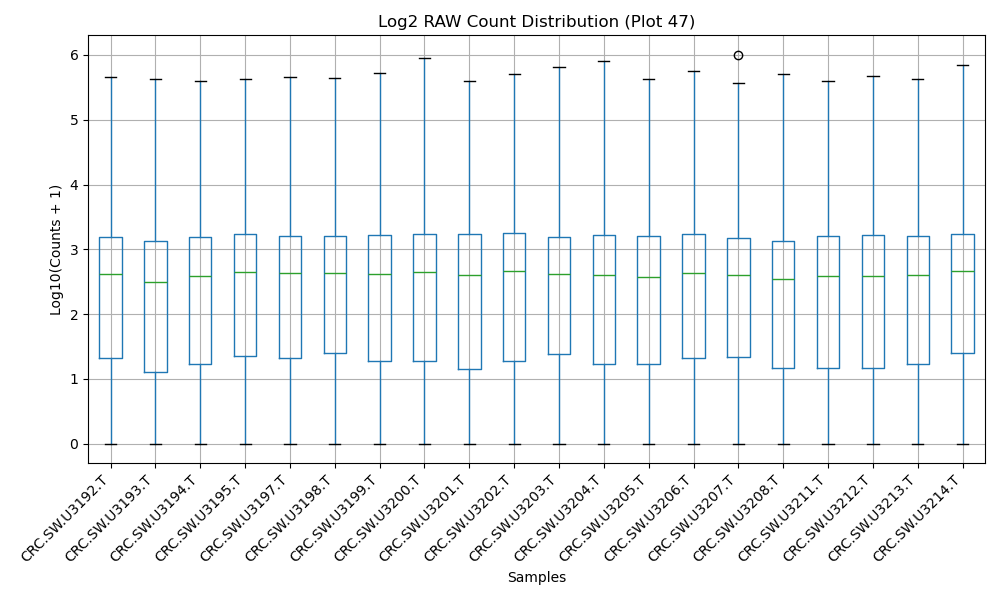 Log2 RAW Count Distribution (Plot 47)
Log10(Counts + 1)
6
5
4
3
2
1
0
CRC.SW.U3192.T
CRC.SW.U3193.T
CRC.SW.U3194.T
CRC.SW.U3195.T
CRC.SW.U3197.T
CRC.SW.U3198.T
CRC.SW.U3199.T
CRC.SW.U3200.T
CRC.SW.U3201.T
CRC.SW.U3202.T
CRC.SW.U3203.T
CRC.SW.U3204.T
CRC.SW.U3205.T
CRC.SW.U3206.T
CRC.SW.U3207.T
CRC.SW.U3208.T
CRC.SW.U3211.T
CRC.SW.U3212.T
CRC.SW.U3213.T
CRC.SW.U3214.T
Samples